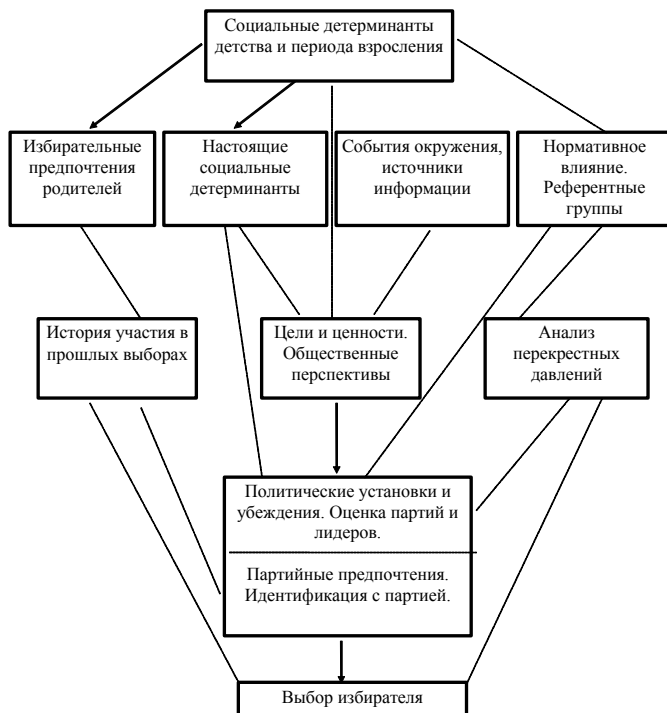 Социальные детерминанты
детства и периода взросления
Избирательные
предпочтения
родителей
Настоящие
социальные
детерминанты
События окружения,
источники
информации
Нормативное
влияние.
Референтные
группы
История участия в
прошлых выборах
Цели и ценности.
Общественные
перспективы
Анализ
перекрестных
давлений
Политические установки и
убеждения. Оценка партий и
лидеров.
Партийные предпочтения.
Идентификация с партией.
Выбор избирателя